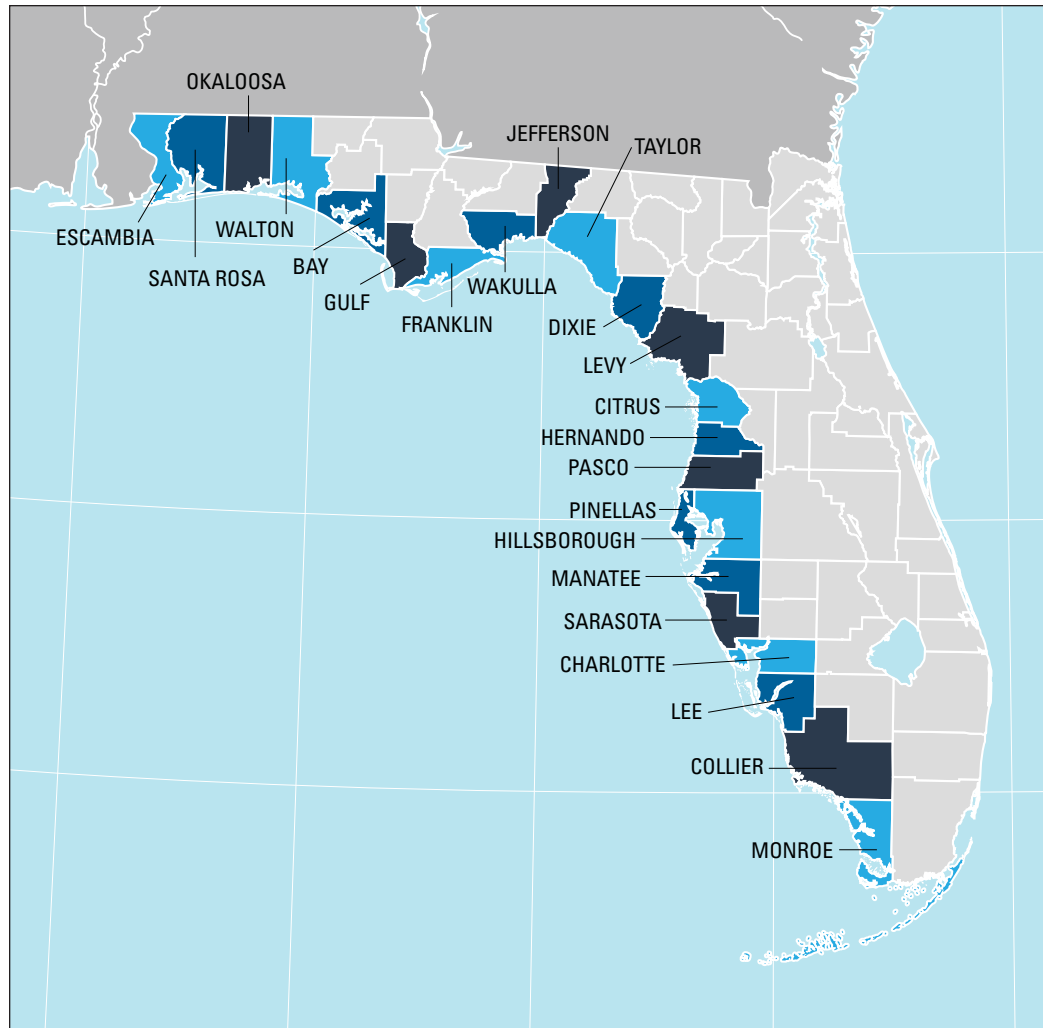 OKALOOSA
JEFFERSON
TAYLOR
ESCAMBIA
WALTON
SANTA ROSA
BAY
GULF
WAKULLA
FRANKLIN
DIXIE
LEVY
CITRUS
HERNANDO
PASCO
PINELLAS
HILLSBOROUGH
MANATEE
SARASOTA
CHARLOTTE
LEE
COLLIER
MONROE